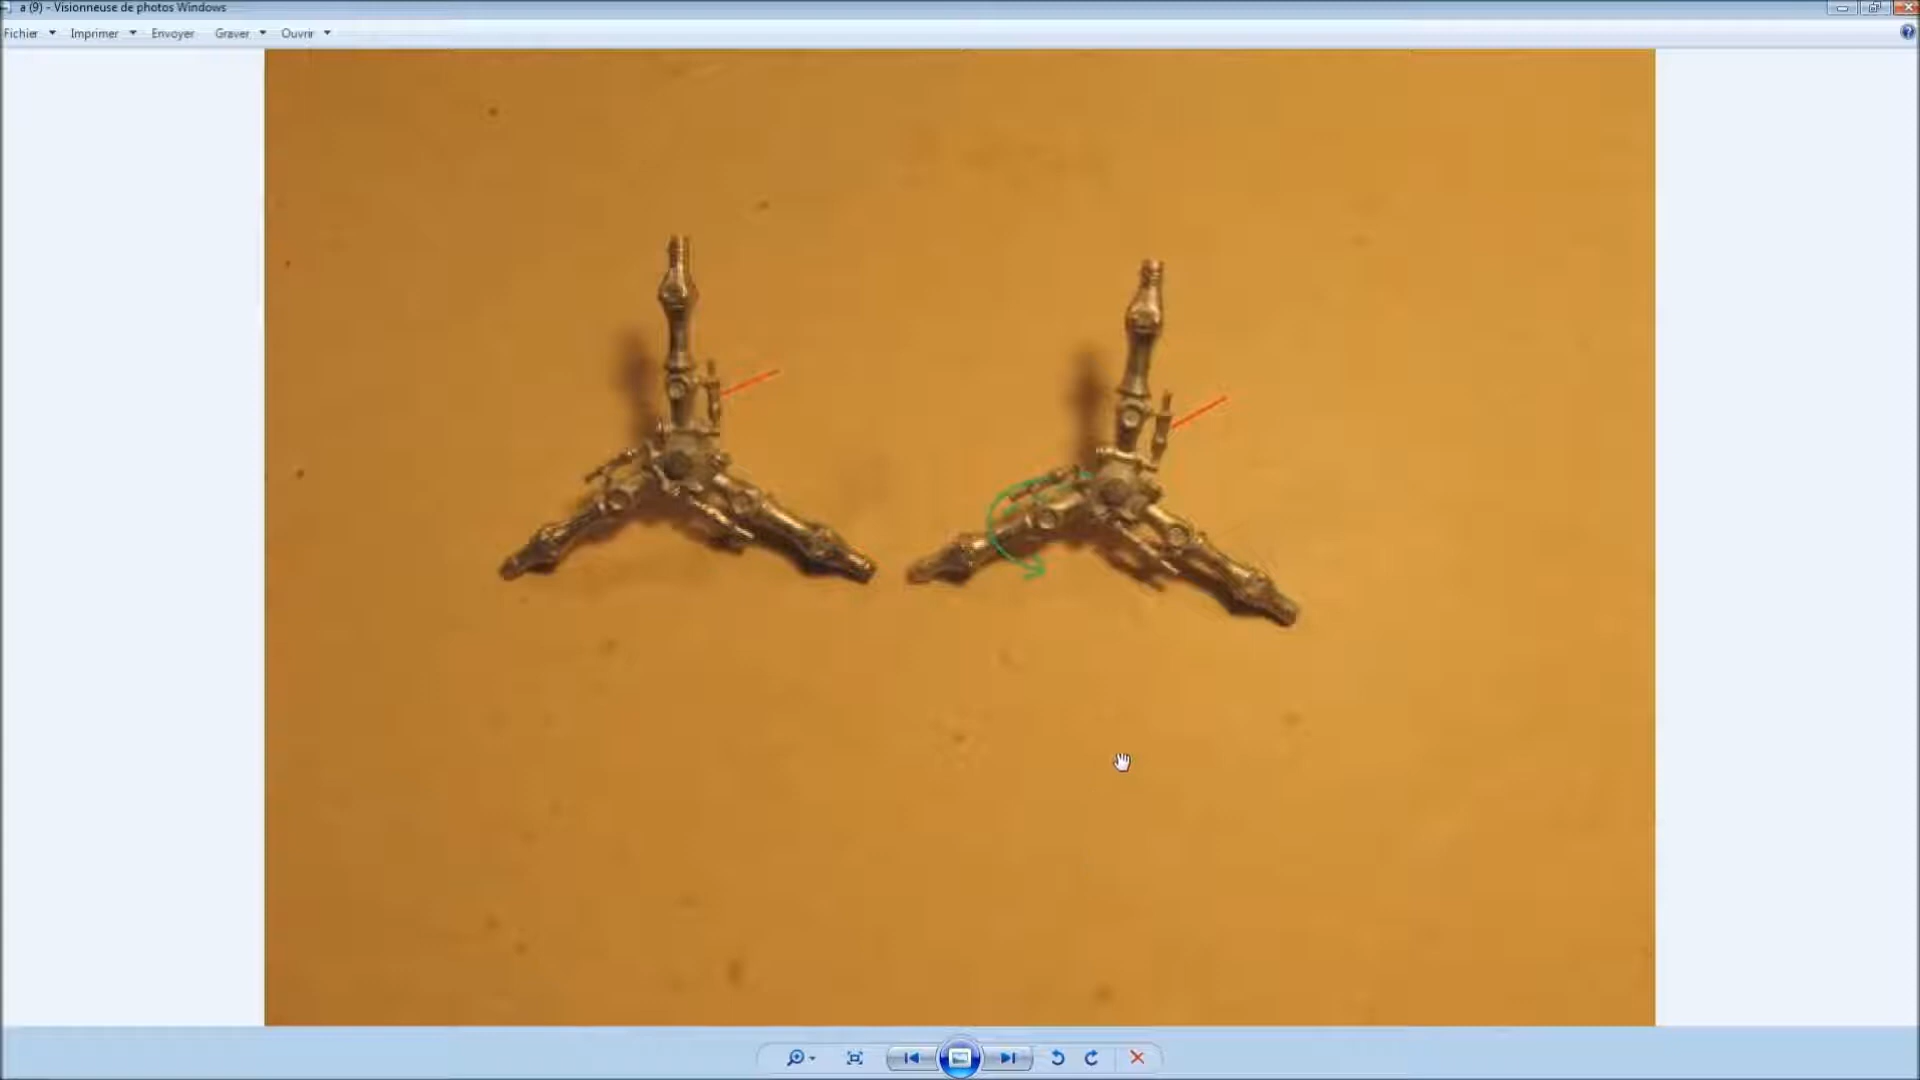 a (9) - Visionneuse de photos Windows
Fichier Imprimer Envoyer Graver Ouvrir